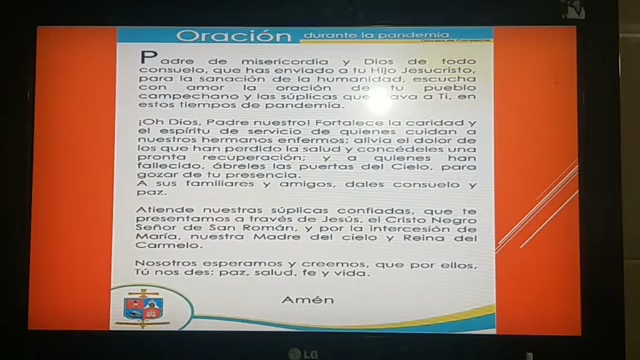 Oración durante la pandemia
Padre de misericordia y Dios de todo
consuelo, que has enviado a tu Hijo Jesucristo,
para la sanación de la humanidad, escucha
con amor la oración de tu pueblo
campechano y las súplicas que eleva a Ti, en
estos tiempos de pandemia.
¡Oh Dios, Padre nuestro! Fortalece la caridad y
el espíritu de servicio de quienes cuidan a
nuestros hermanos enfermos; alivia el dolor de
los que han perdido la salud y concédeles una
pronta recuperación; y a quienes han
fallecido, ábreles las puertas del Cielo, para
gozar de tu presencia.
A sus familiares y amigos, dales consuelo y
paz.
Atiende nuestras súplicas confiadas, que te
presentamos a través de Jesús, el Cristo Negro
Señor de San Román, y por la intercesión de
María, nuestra Madre del cielo y Reina del
Carmelo.
Nosotros esperamos y creemos, que por ellos,
Tú nos des: paz, salud, fe y vida.
Amén
LG